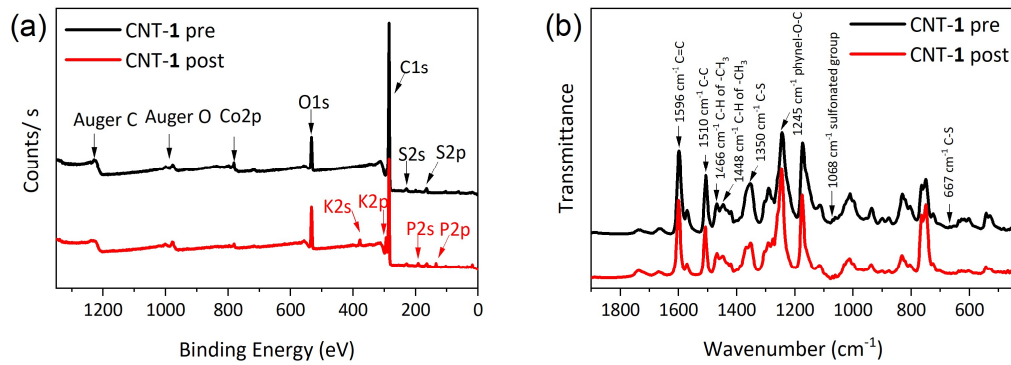 (a)
CNT-1 pre
CNT-1 post
C1s
O1s
Auger C
Auger O
Co2p
S2s
S2p
K2s
K2p
P2s
P2p
Counts/ s
1200
1000
800
600
400
200
0
Binding Energy (eV)
(b)
CNT-1 pre
CNT-1 post
1596 cm⁻¹ C=C
1510 cm⁻¹ C-C
1466 cm⁻¹ C-H of -CH₃
1448 cm⁻¹ C-H of -CH₃
1350 cm⁻¹ C-S
1245 cm⁻¹ phynel-O-C
1068 cm⁻¹ sulfonated group
667 cm⁻¹ C-S
Transmittance
1800
1600
1400
1200
1000
800
600
Wavenumber (cm⁻¹)